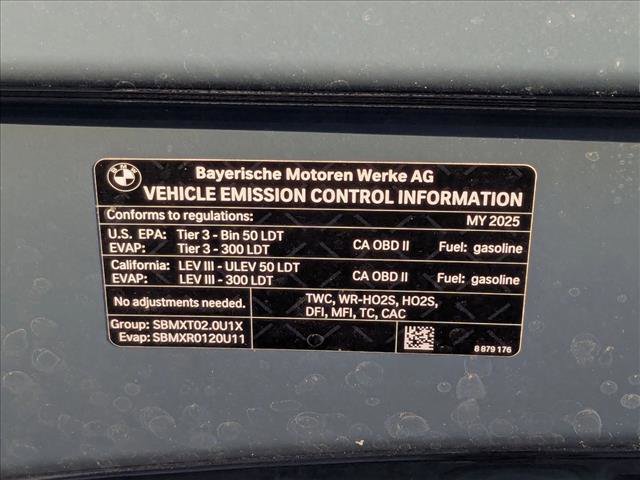 BMW
Bayerische Motoren Werke AG
VEHICLE EMISSION CONTROL INFORMATION
Conforms to regulations: MY 2025
U.S. EPA: Tier 3 - Bin 50 LDT CA OBD II Fuel: gasoline
EVAP: Tier 3 - 300 LDT
California: LEV III - ULEV 50 LDT CA OBD II Fuel: gasoline
EVAP: LEV III - 300 LDT
No adjustments needed. TWC, WR-HO2S, HO2S,
DFI, MFI, TC, CAC
Group: SBMXT02.0U1X
Evap: SBMXR0120U11
8 879 176